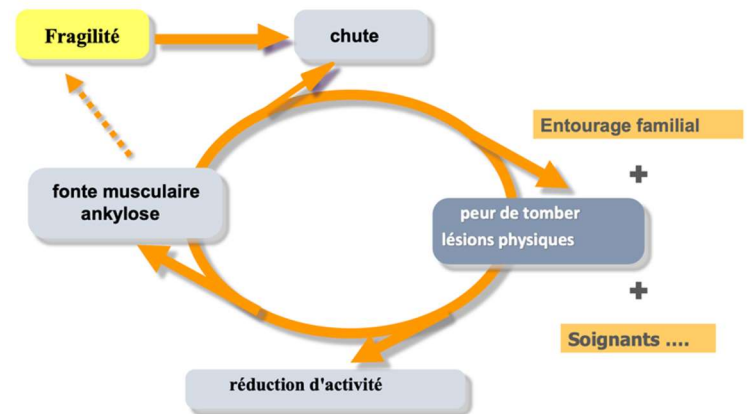 Fragilité
chute
Entourage familial
+
fonte musculaire
ankylose
peur de tomber
lésions physiques
+
Soignants ....
réduction d'activité